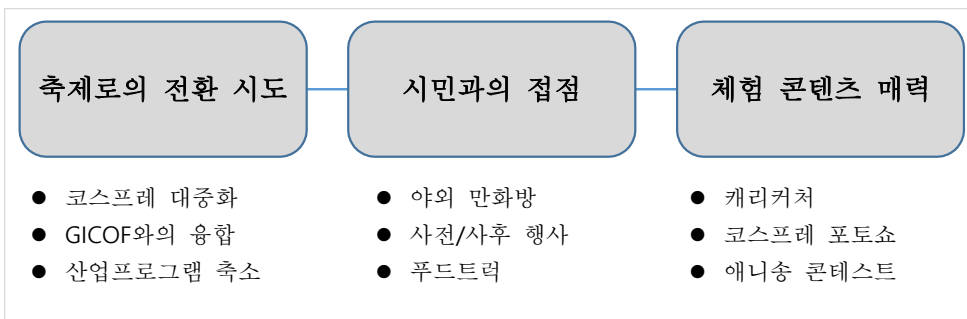 축제로의 전환 시도
시민과의 접점
체험 콘텐츠 매력
● 코스프레 대중화
● GICOF와의 융합
● 산업프로그램 축소
● 야외 만화방
● 사전/사후 행사
● 푸드트럭
● 캐리커처
● 코스프레 포토쇼
● 애니송 콘테스트